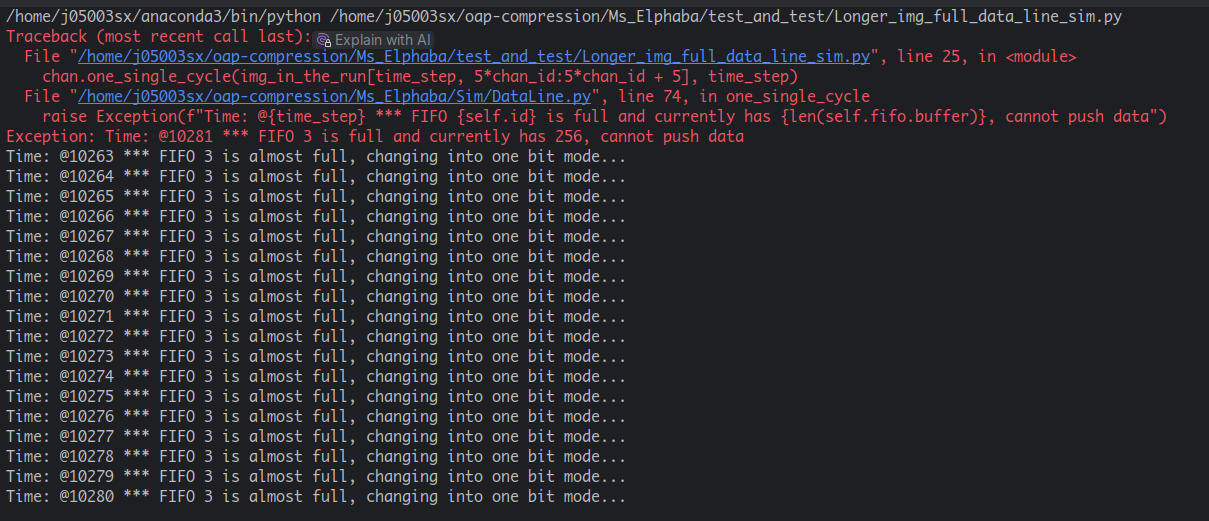 /home/j05003sx/anaconda3/bin/python /home/j05003sx/oap-compression/Ms_Elphaba/test_and_test/Longer_img_full_data_line_sim.py
Traceback (most recent call last): Explain with AI
  File "/home/j05003sx/oap-compression/Ms_Elphaba/test_and_test/Longer_img_full_data_line_sim.py", line 25, in <module>
    chan.one_single_cycle(img_in_the_run[time_step, 5*chan_id:5*chan_id + 5], time_step)
  File "/home/j05003sx/oap-compression/Ms_Elphaba/Sim/DataLine.py", line 74, in one_single_cycle
    raise Exception(f"Time: @{time_step} *** FIFO {self.id} is full and currently has {len(self.fifo.buffer)}, cannot push data")
Exception: Time: @10281 *** FIFO 3 is full and currently has 256, cannot push data
Time: @10263 *** FIFO 3 is almost full, changing into one bit mode...
Time: @10264 *** FIFO 3 is almost full, changing into one bit mode...
Time: @10265 *** FIFO 3 is almost full, changing into one bit mode...
Time: @10266 *** FIFO 3 is almost full, changing into one bit mode...
Time: @10267 *** FIFO 3 is almost full, changing into one bit mode...
Time: @10268 *** FIFO 3 is almost full, changing into one bit mode...
Time: @10269 *** FIFO 3 is almost full, changing into one bit mode...
Time: @10270 *** FIFO 3 is almost full, changing into one bit mode...
Time: @10271 *** FIFO 3 is almost full, changing into one bit mode...
Time: @10272 *** FIFO 3 is almost full, changing into one bit mode...
Time: @10273 *** FIFO 3 is almost full, changing into one bit mode...
Time: @10274 *** FIFO 3 is almost full, changing into one bit mode...
Time: @10275 *** FIFO 3 is almost full, changing into one bit mode...
Time: @10276 *** FIFO 3 is almost full, changing into one bit mode...
Time: @10277 *** FIFO 3 is almost full, changing into one bit mode...
Time: @10278 *** FIFO 3 is almost full, changing into one bit mode...
Time: @10279 *** FIFO 3 is almost full, changing into one bit mode...
Time: @10280 *** FIFO 3 is almost full, changing into one bit mode...